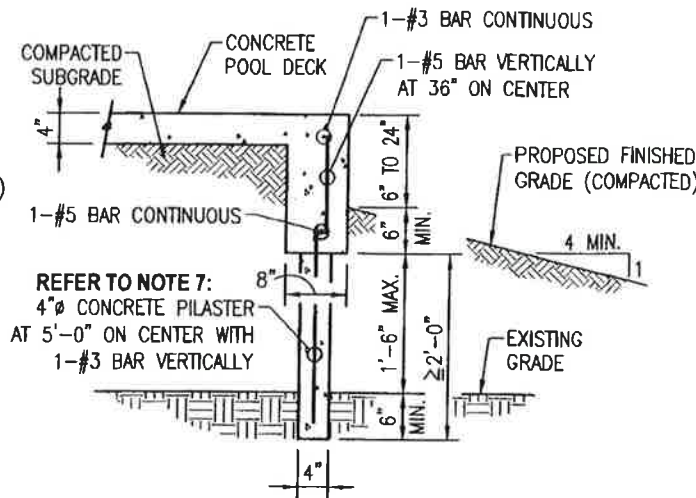 1-#3 BAR CONTINUOUS
CONCRETE
POOL DECK
COMPACTED
SUBGRADE
1-#5 BAR VERTICALLY
AT 36" ON CENTER
4"
6" TO 24"
PROPOSED FINISHED
GRADE (COMPACTED)
)
1-#5 BAR CONTINUOUS
6"
MIN.
4 MIN.
1
REFER TO NOTE 7:
8"
4"ø CONCRETE PILASTER
AT 5'-0" ON CENTER WITH
1-#3 BAR VERTICALLY
1'-6" MAX.
≥2'-0"
EXISTING
GRADE
6"
MIN.
4"